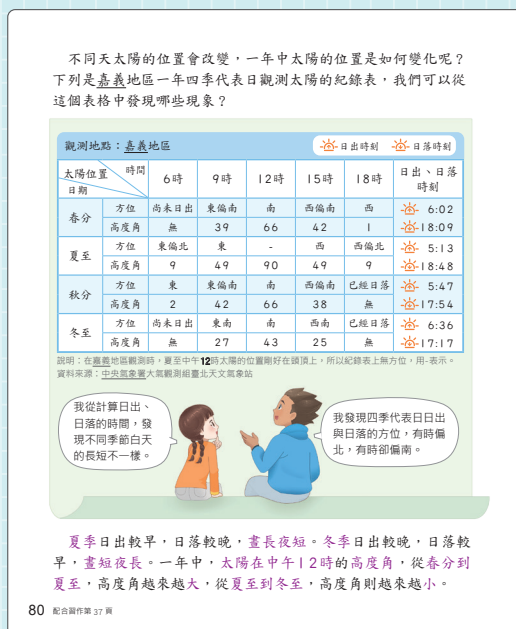 不同天太陽的位置會改變，一年中太陽的位置是如何變化呢？
下列是嘉義地區一年四季代表日觀測太陽的紀錄表，我們可以從
這個表格中發現哪些現象？
觀測地點：嘉義地區 日出時刻 日落時刻
太陽位置 時間 日期 6時 9時 12時 15時 18時 日出、日落時刻
春分 方位 尚未日出 東偏南 南 西偏南 西 6:02
高度角 無 39 66 42 1 18:09
夏至 方位 東偏北 東 - 西 西偏北 5:13
高度角 9 49 90 49 9 18:48
秋分 方位 東 東偏南 南 西偏南 已經日落 5:47
高度角 2 42 66 38 無 17:54
冬至 方位 尚未日出 東南 南 西南 已經日落 6:36
高度角 無 27 43 25 無 17:17
說明：在嘉義地區觀測時，夏至中午12時太陽的位置剛好在頭頂上，所以紀錄表上無方位，用-表示。
資料來源：中央氣象署大氣觀測組臺北天文氣象站
我從計算日出、
日落的時間，發
現不同季節白天
的長短不一樣。
我發現四季代表日日出
與日落的方位，有時偏
北，有時卻偏南。
夏季日出較早，日落較晚，晝長夜短。冬季日出較晚，日落較
早，晝短夜長。一年中，太陽在中午12時的高度角，從春分到
夏至，高度角越來越大，從夏至到冬至，高度角則越來越小。
80 配合習作第 37 頁